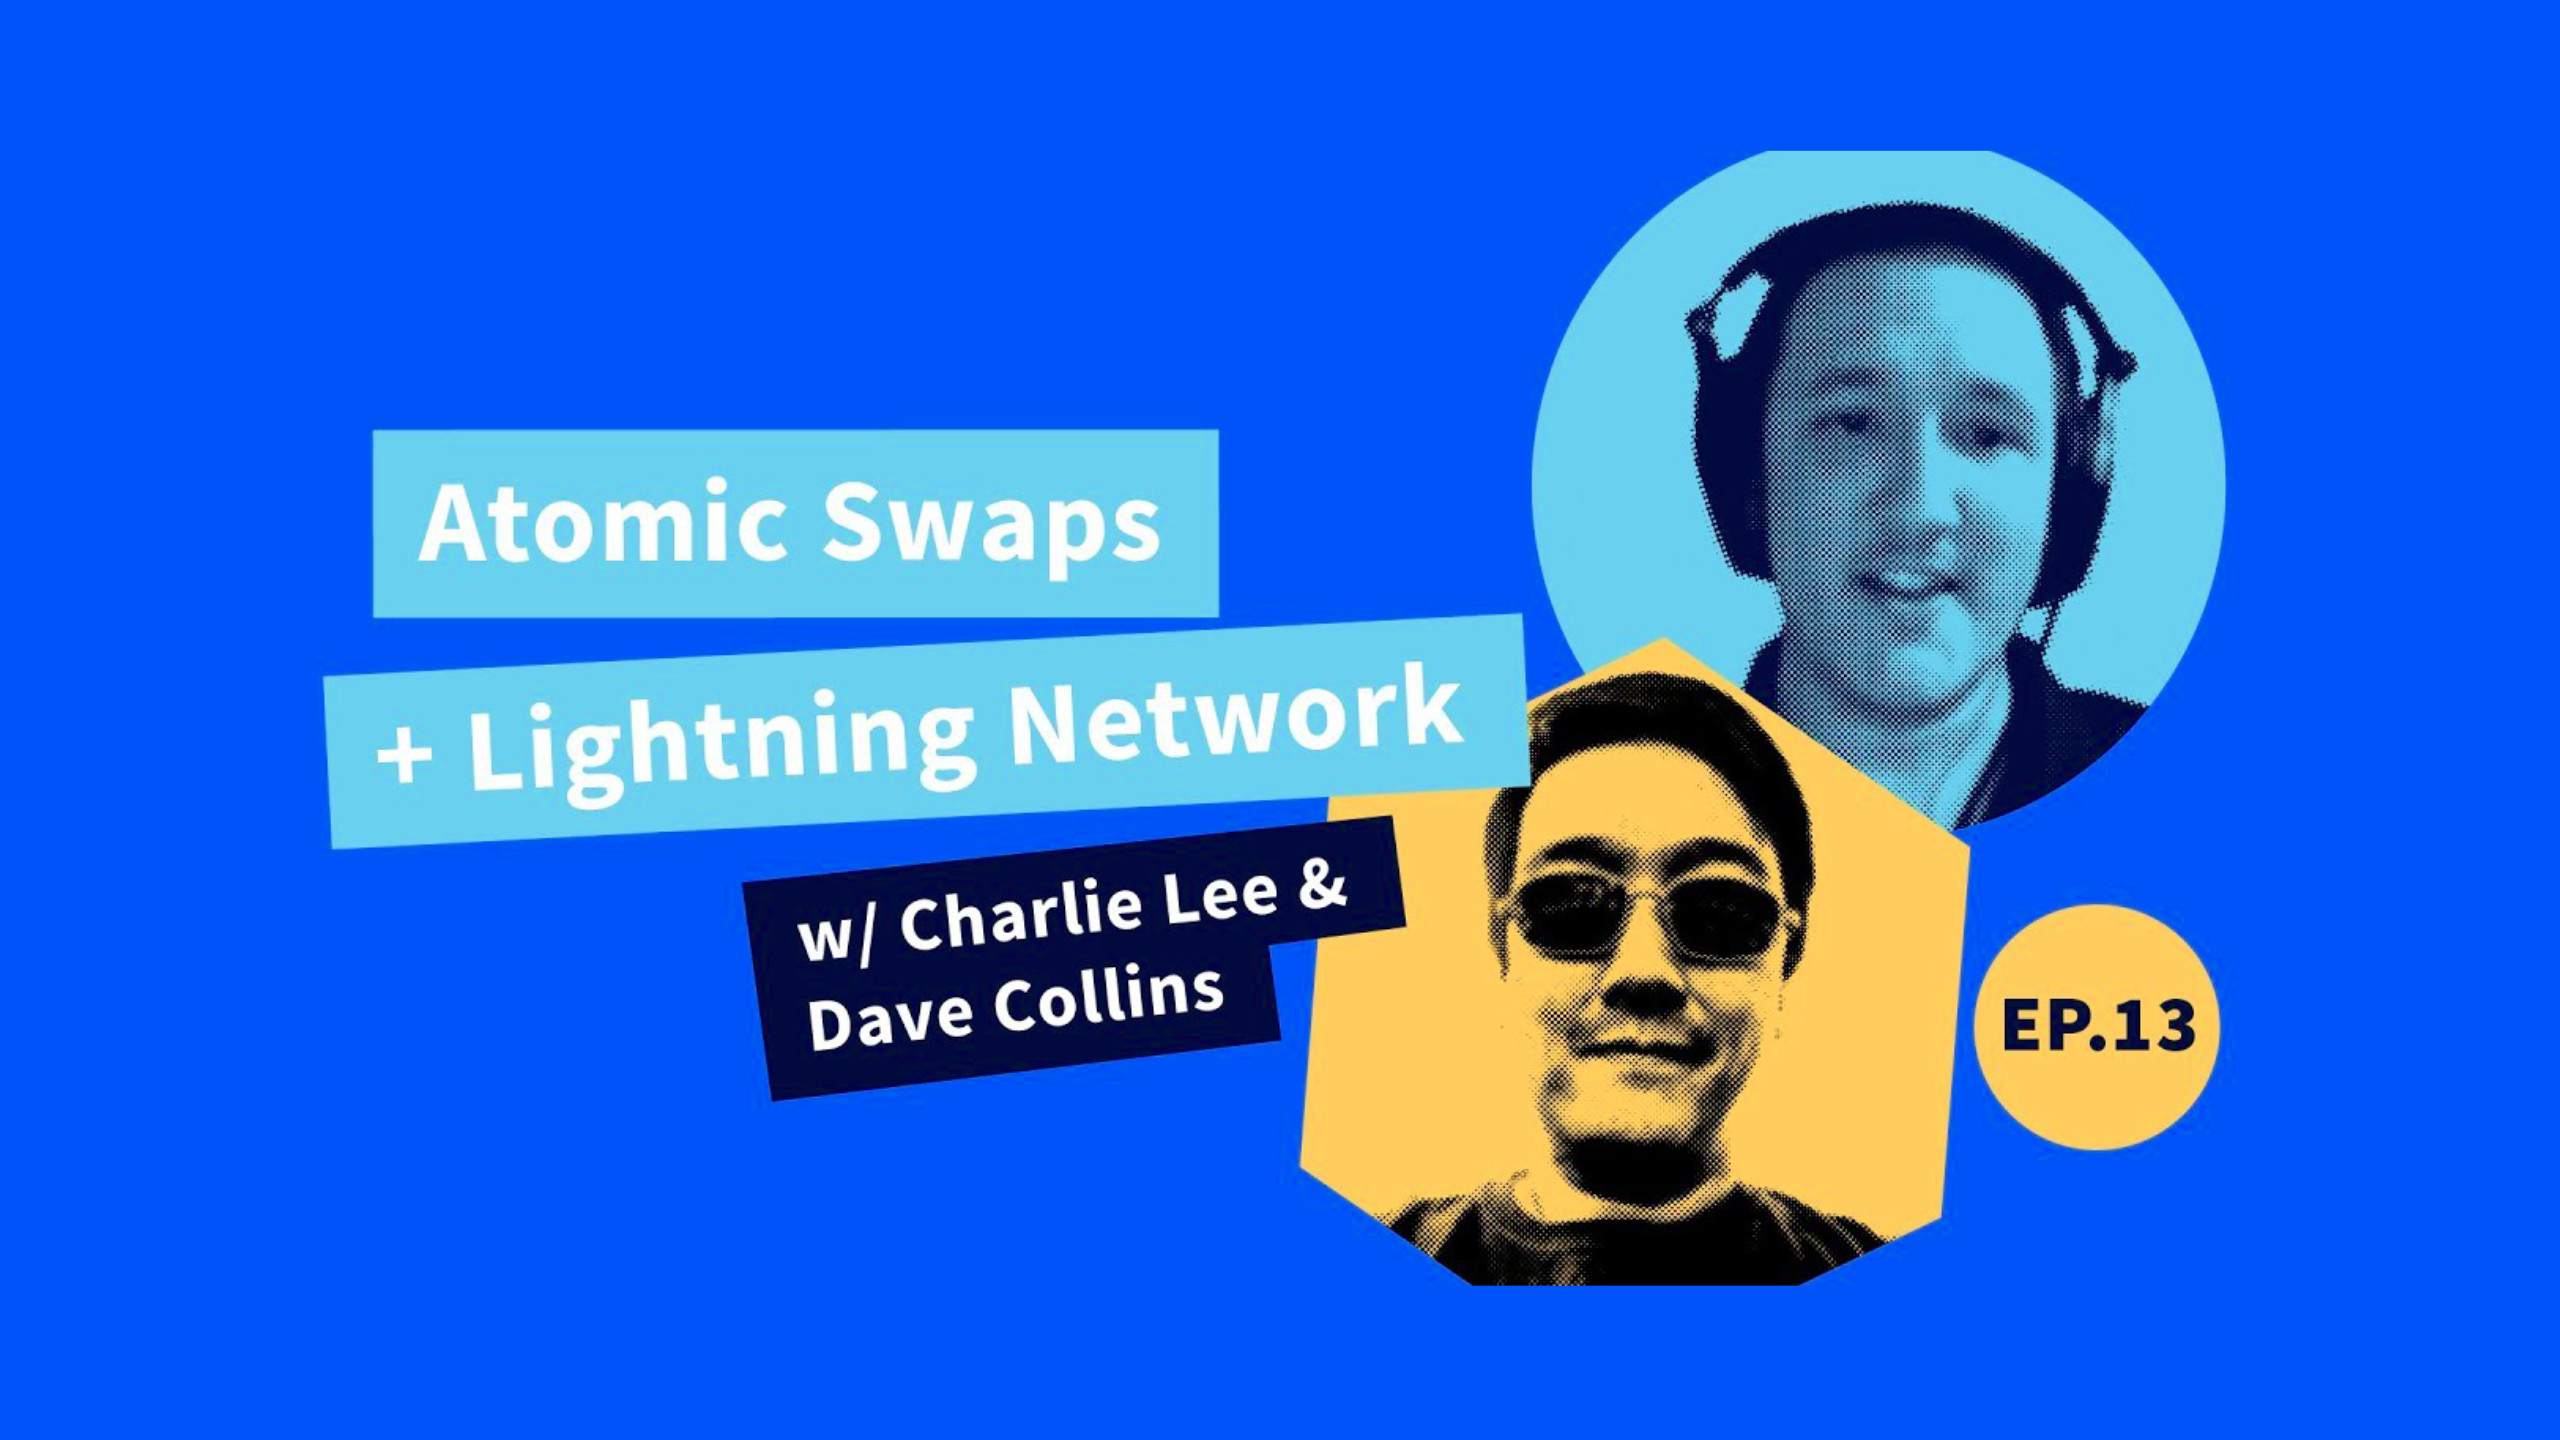 Atomic Swaps
+ Lightning Network
w/ Charlie Lee &
Dave Collins
EP.13